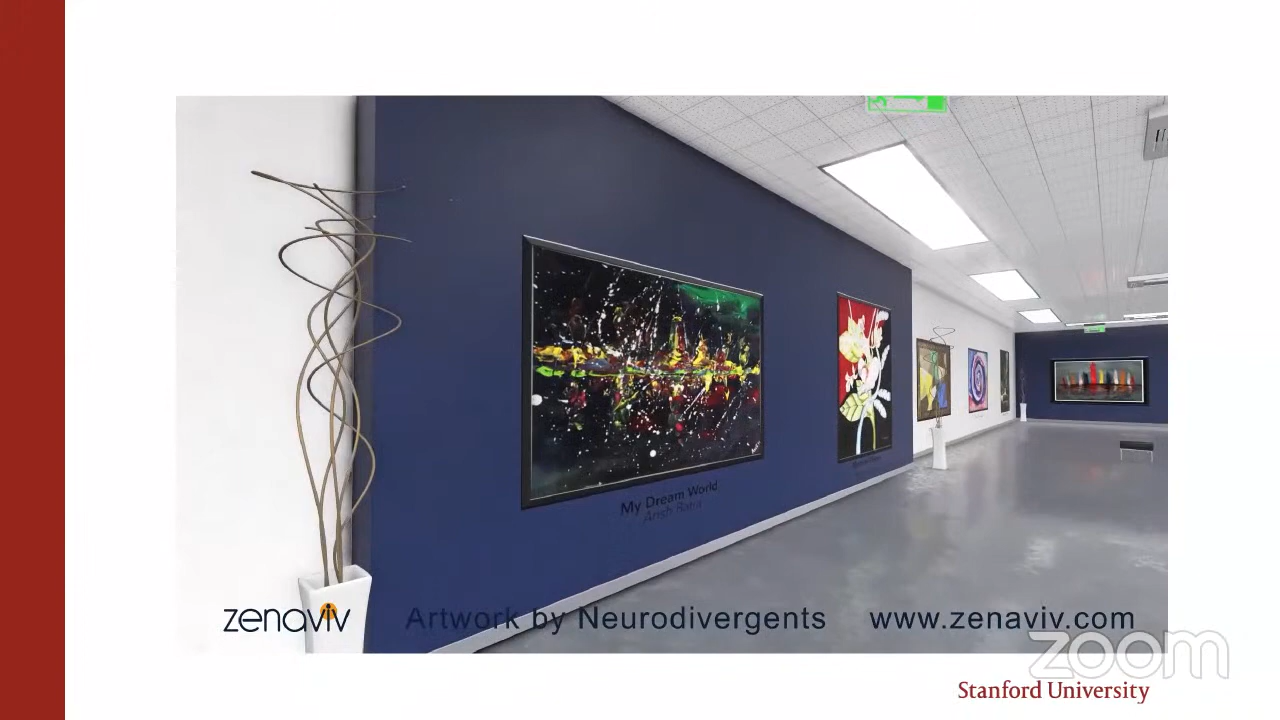 My Dream World
zenaviv
Artwork by Neurodivergents
www.zenaviv.com
zoom
Stanford University